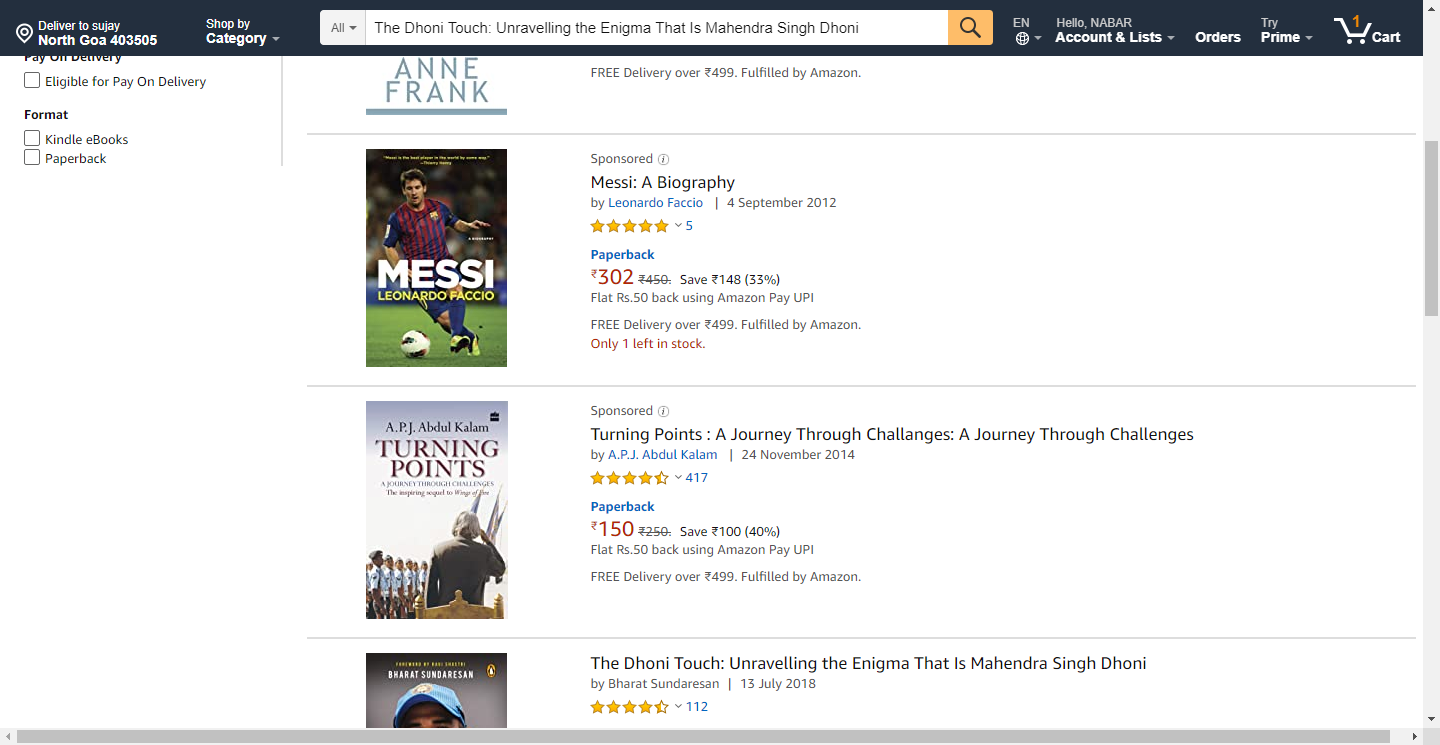 Deliver to sujay
North Goa 403505
Shop by
Category
All
The Dhoni Touch: Unravelling the Enigma That Is Mahendra Singh Dhoni
EN
Hello, NABAR
Account & Lists
Orders
Try
Prime
1
Cart
Pay On Delivery
Eligible for Pay On Delivery
Format
Kindle eBooks
Paperback
ANNE
FRANK
FREE Delivery over ₹499. Fulfilled by Amazon.
"Messi is the best player in the world by some way."
—Thierry Henry
A BIOGRAPHY
MESSI
LEONARDO FACCIO
Sponsored
Messi: A Biography
by Leonardo Faccio | 4 September 2012
5
Paperback
₹302 ₹450. Save ₹148 (33%)
Flat Rs.50 back using Amazon Pay UPI
FREE Delivery over ₹499. Fulfilled by Amazon.
Only 1 left in stock.
A.P.J. Abdul Kalam
TURNING
POINTS
A JOURNEY THROUGH CHALLENGES
The inspiring sequel to Wings of Fire
Sponsored
Turning Points : A Journey Through Challanges: A Journey Through Challenges
by A.P.J. Abdul Kalam | 24 November 2014
417
Paperback
₹150 ₹250. Save ₹100 (40%)
Flat Rs.50 back using Amazon Pay UPI
FREE Delivery over ₹499. Fulfilled by Amazon.
FOREWORD BY RAVI SHASTRI
BHARAT SUNDARESAN
The Dhoni Touch: Unravelling the Enigma That Is Mahendra Singh Dhoni
by Bharat Sundaresan | 13 July 2018
112